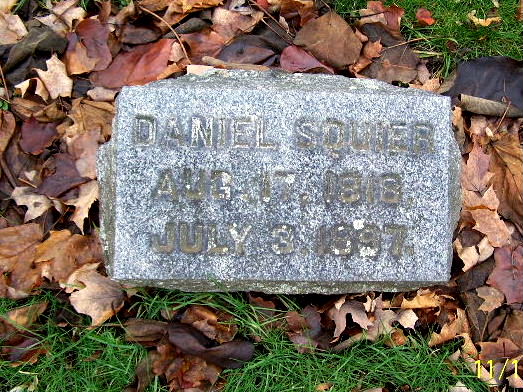 DANIEL SQUIER
AUG. 17, 1818.
JULY 3. 1897.
11/1